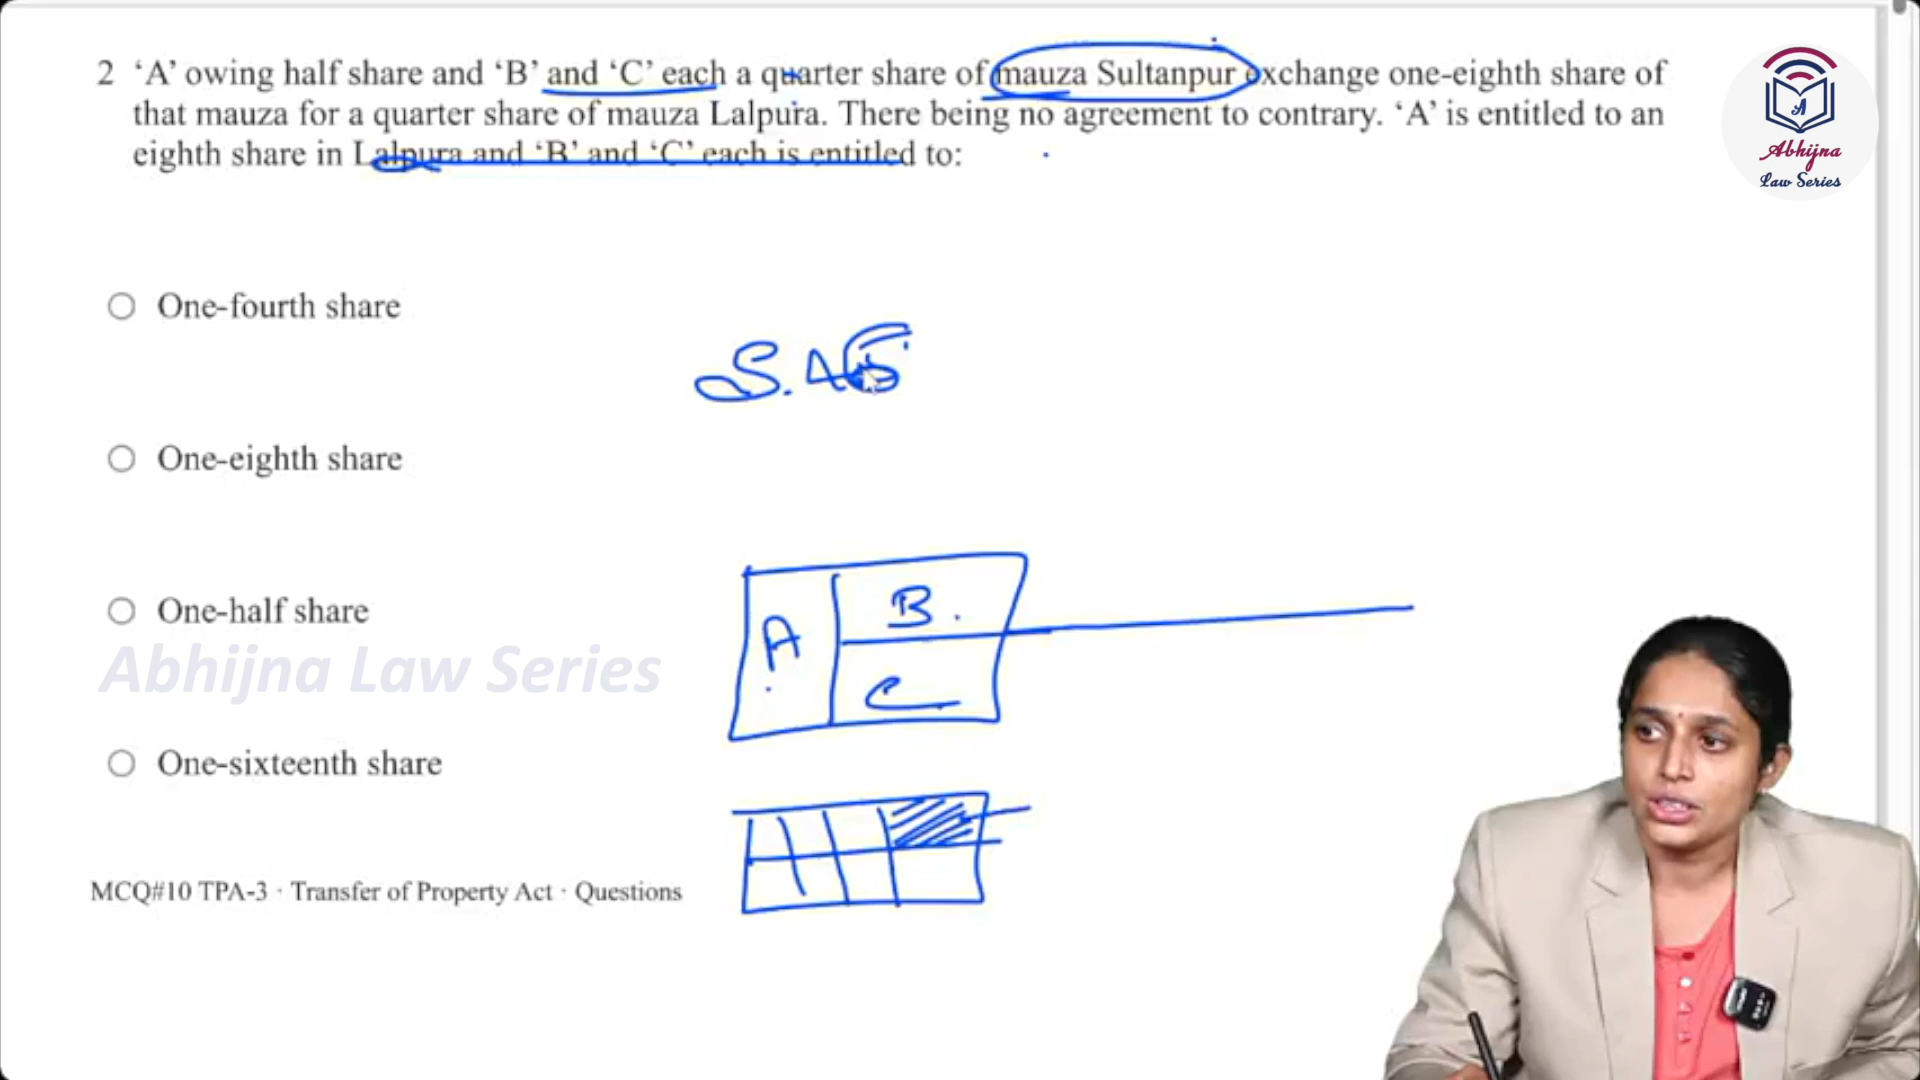 2 ‘A’ owing half share and ‘B’ and ‘C’ each a quarter share of mauza Sultanpur exchange one-eighth share of
that mauza for a quarter share of mauza Lalpura. There being no agreement to contrary. ‘A’ is entitled to an
eighth share in Lalpura and ‘B’ and ‘C’ each is entitled to:
A
Abhijna
Law Series
One-fourth share
One-eighth share
One-half share
One-sixteenth share
Abhijna Law Series
A
B.
C
MCQ#10 TPA-3 · Transfer of Property Act · Questions